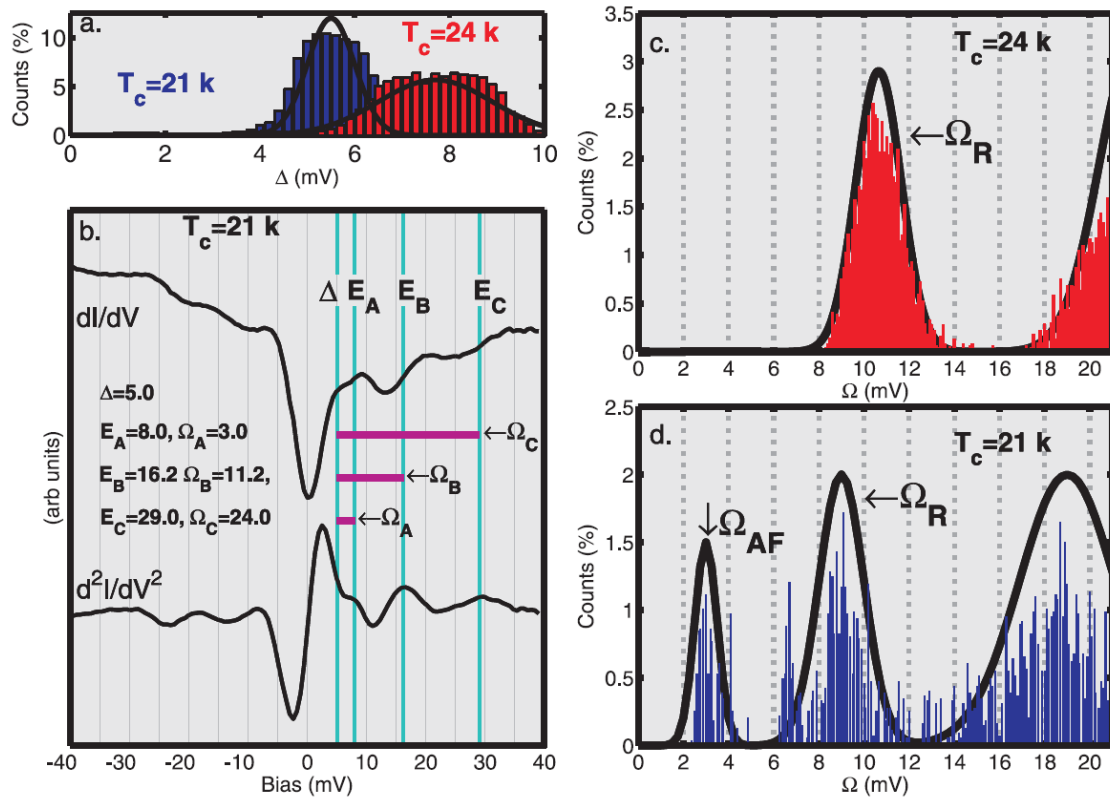 a.
Counts (%)
10
5
0
T_c=21 k
T_c=24 k
0 2 4 6 8 10
Δ (mV)
b.
T_c=21 k
Δ E_A E_B E_C
dI/dV
Δ=5.0
E_A=8.0, Ω_A=3.0
E_B=16.2 Ω_B=11.2,
E_C=29.0, Ω_C=24.0
←Ω_C
←Ω_B
←Ω_A
d²I/dV²
(arb units)
-40 -30 -20 -10 0 10 20 30 40
Bias (mV)
c.
T_c=24 k
3.5
3
2.5
2
1.5
1
0.5
0
Counts (%)
←Ω_R
0 2 4 6 8 10 12 14 16 18 20
Ω (mV)
d.
T_c=21 k
2.5
2
1.5
1
0.5
0
Counts (%)
↓Ω_AF
←Ω_R
0 2 4 6 8 10 12 14 16 18 20
Ω (mV)